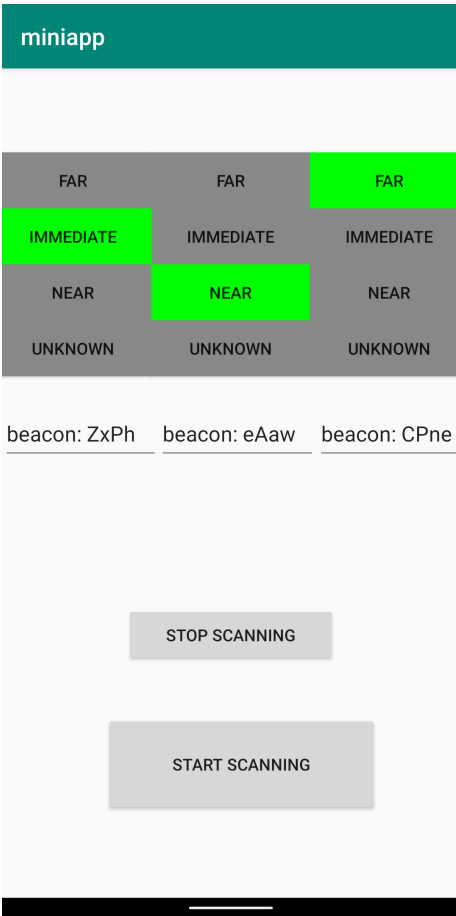 miniapp
FAR FAR FAR
IMMEDIATE IMMEDIATE IMMEDIATE
NEAR NEAR NEAR
UNKNOWN UNKNOWN UNKNOWN
beacon: ZxPh beacon: eAaw beacon: CPne
STOP SCANNING
START SCANNING